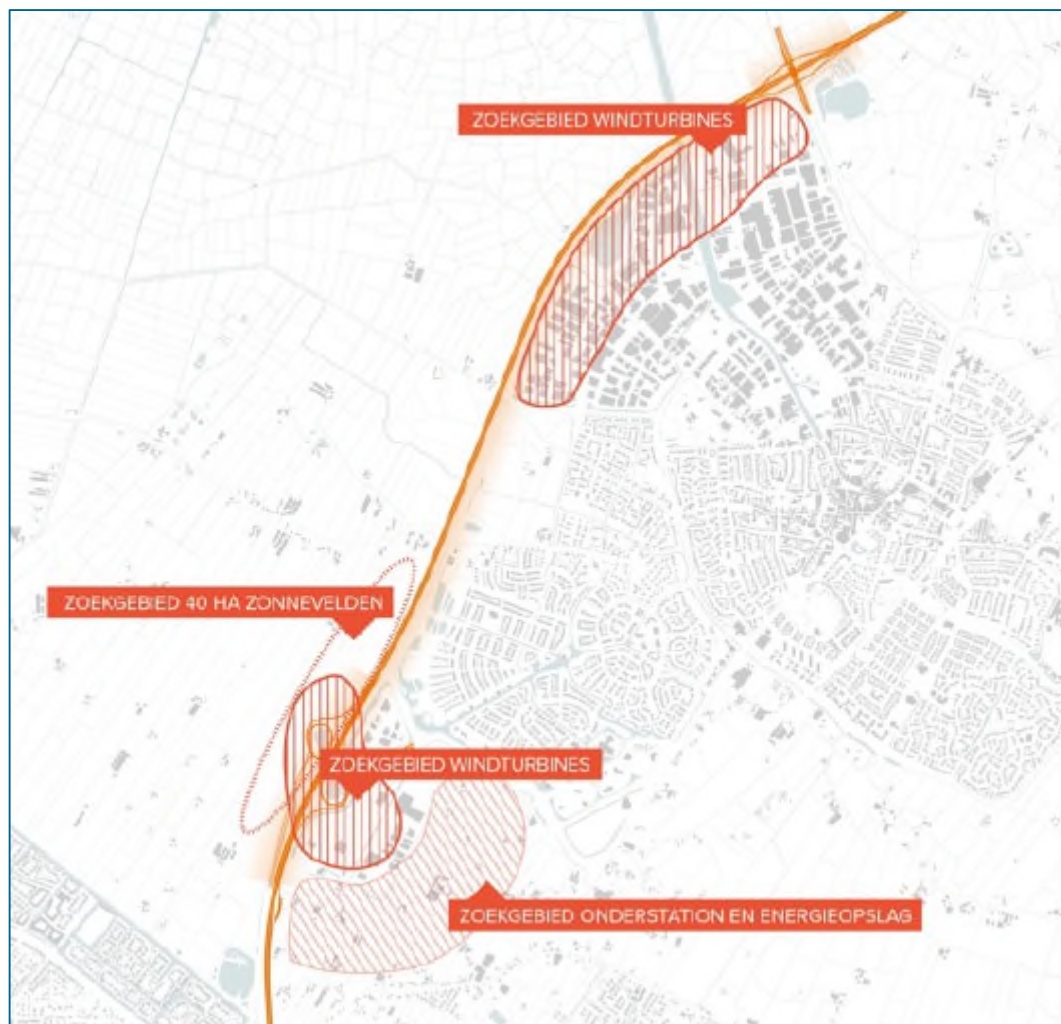 ZOEKGEBIED WINDTURBINES
ZOEKGEBIED 40 HA ZONNEVELDEN
ZOEKGEBIED WINDTURBINES
ZOEKGEBIED ONDERSTATION EN ENERGIEOPSLAG